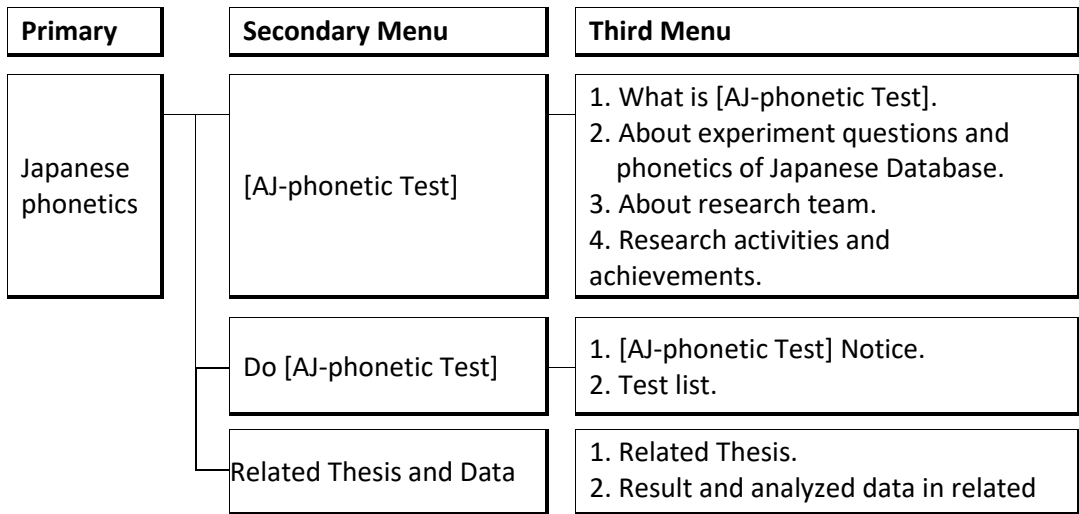 Primary
Secondary Menu
Third Menu
Japanese
phonetics
[AJ-phonetic Test]
1. What is [AJ-phonetic Test].
2. About experiment questions and
phonetics of Japanese Database.
3. About research team.
4. Research activities and
achievements.
Do [AJ-phonetic Test]
1. [AJ-phonetic Test] Notice.
2. Test list.
Related Thesis and Data
1. Related Thesis.
2. Result and analyzed data in related